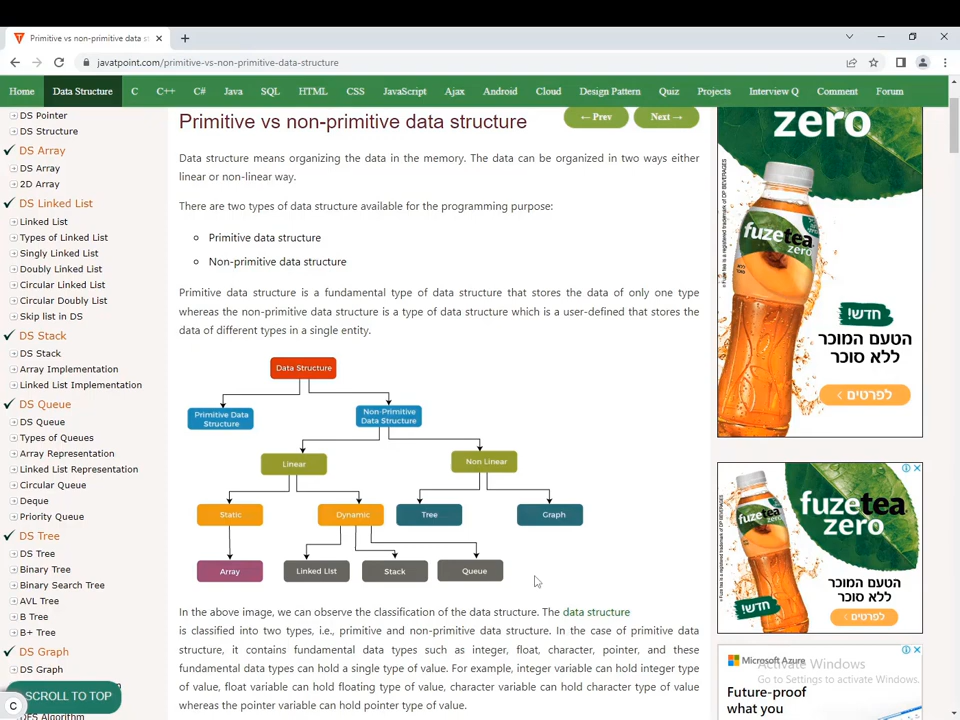 Primitive vs non-primitive data st
javatpoint.com/primitive-vs-non-primitive-data-structure
Home Data Structure C C++ C# Java SQL HTML CSS JavaScript Ajax Android Cloud Design Pattern Quiz Projects Interview Q Comment Forum
DS Pointer
DS Structure
DS Array
DS Array
2D Array
DS Linked List
Linked List
Types of Linked List
Singly Linked List
Doubly Linked List
Circular Linked List
Circular Doubly List
Skip list in DS
DS Stack
DS Stack
Array Implementation
Linked List Implementation
DS Queue
DS Queue
Types of Queues
Array Representation
Linked List Representation
Circular Queue
Deque
Priority Queue
DS Tree
DS Tree
Binary Tree
Binary Search Tree
AVL Tree
B Tree
B+ Tree
DS Graph
DS Graph
SCROLL TO TOP
C
DFS Algorithm
Primitive vs non-primitive data structure
← Prev Next →
Data structure means organizing the data in the memory. The data can be organized in two ways either
linear or non-linear way.
There are two types of data structure available for the programming purpose:
Primitive data structure
Non-primitive data structure
Primitive data structure is a fundamental type of data structure that stores the data of only one type
whereas the non-primitive data structure is a type of data structure which is a user-defined that stores the
data of different types in a single entity.
Data Structure
Primitive Data
Structure
Non-Primitive
Data Structure
Linear
Non Linear
Static
Dynamic
Tree
Graph
Array
Linked List
Stack
Queue
In the above image, we can observe the classification of the data structure. The data structure
is classified into two types, i.e., primitive and non-primitive data structure. In the case of primitive data
structure, it contains fundamental data types such as integer, float, character, pointer, and these
fundamental data types can hold a single type of value. For example, integer variable can hold integer type
of value, float variable can hold floating type of value, character variable can hold character type of value
whereas the pointer variable can hold pointer type of value.
zero
fuzetea
zero
חדש!
הטעם המוכר
ללא סוכר
לפרטים >
fuzetea
zero
fuzetea
zero
הטעם המוכר
ללא סוכר
חדש!
לפרטים >
Microsoft Azure
Future-proof
what you
Activate Windows
Go to Settings to activate Windows.